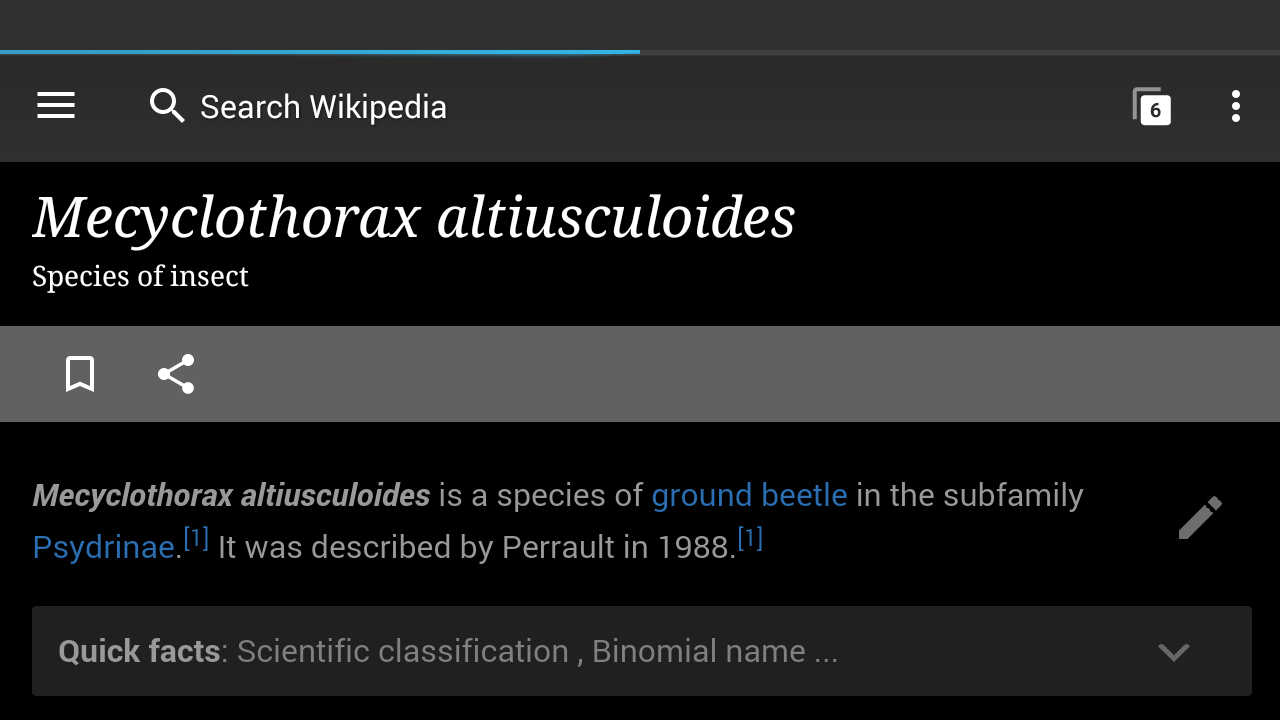 Search Wikipedia
6
Mecyclothorax altiusculoides
Species of insect
Mecyclothorax altiusculoides is a species of ground beetle in the subfamily
Psydrinae.[1] It was described by Perrault in 1988.[1]
Quick facts: Scientific classification , Binomial name ...